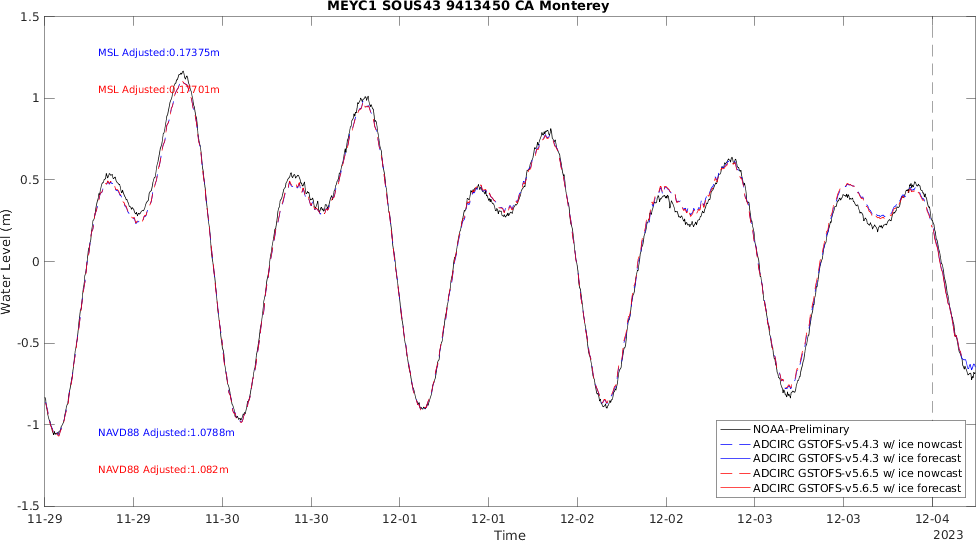 MEYC1 SOUS43 9413450 CA Monterey
1.5
MSL Adjusted:0.17375m
MSL Adjusted:0.17701m
1
0.5
Water Level (m)
0
-0.5
-1
NAVD88 Adjusted:1.0788m
NAVD88 Adjusted:1.082m
-1.5
NOAA-Preliminary
ADCIRC GSTOFS-v5.4.3 w/ ice nowcast
ADCIRC GSTOFS-v5.4.3 w/ ice forecast
ADCIRC GSTOFS-v5.6.5 w/ ice nowcast
ADCIRC GSTOFS-v5.6.5 w/ ice forecast
11-29 11-29 11-30 11-30 12-01 12-01 12-02 12-02 12-03 12-03 12-04
Time
2023